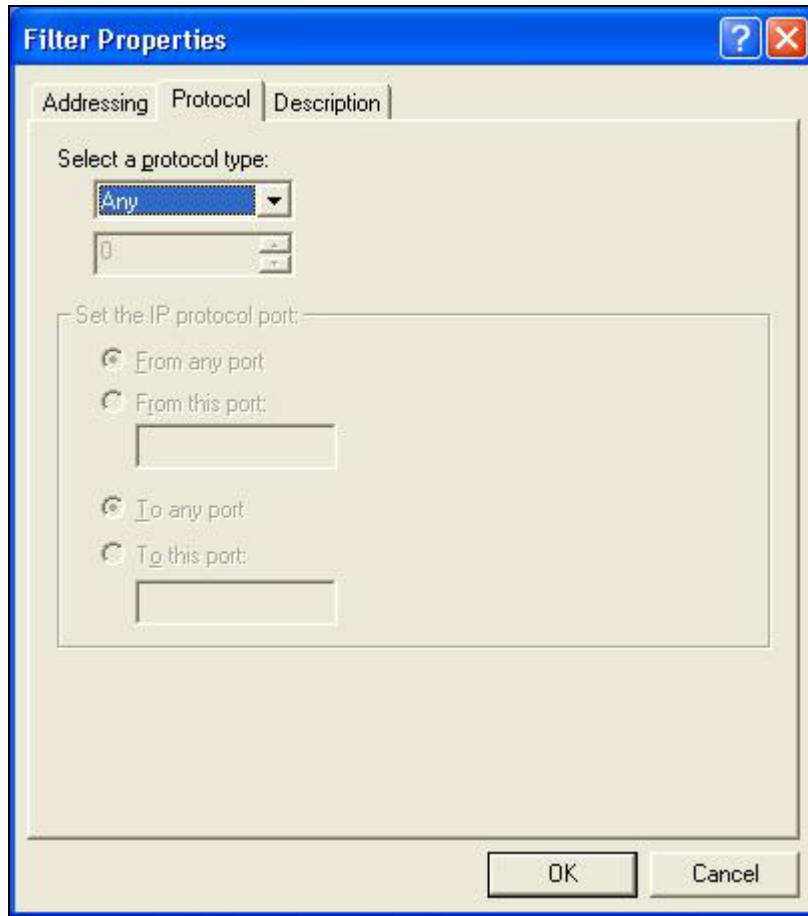 Filter Properties
Addressing Protocol Description
Select a protocol type:
Any
0
Set the IP protocol port:
From any port
From this port:
To any port
To this port:
OK Cancel